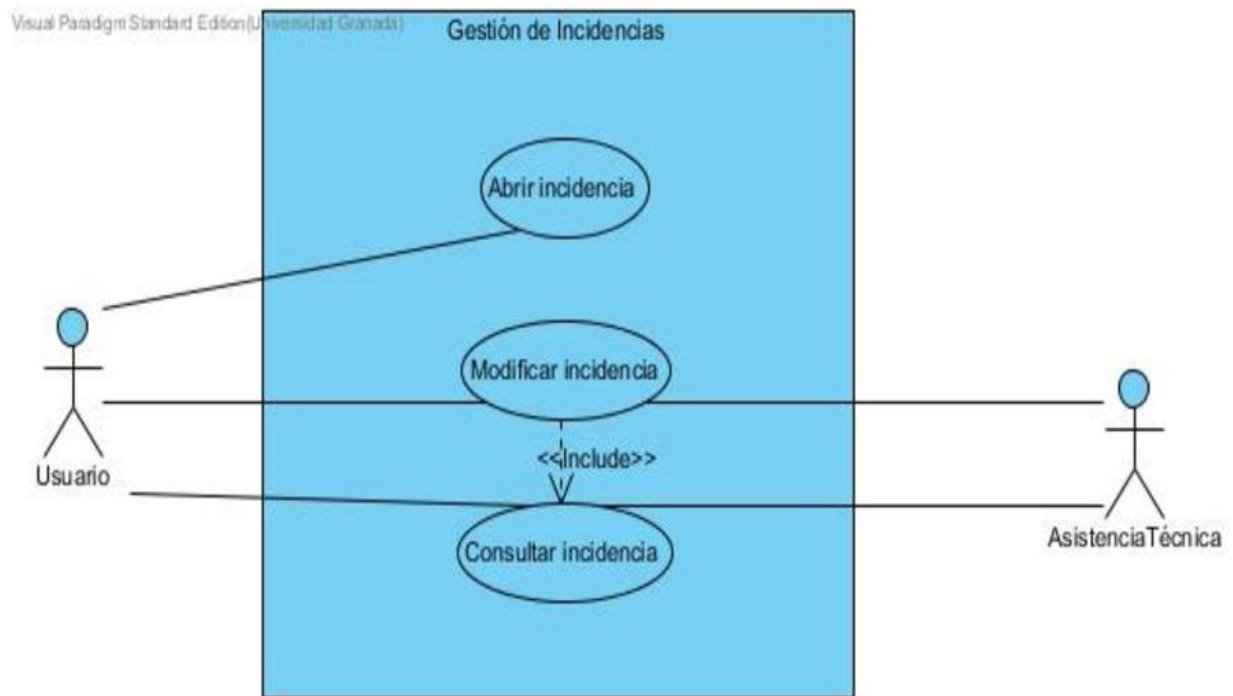 Visual Paradigm Standard Edition(Universidad Granada)
Gestión de Incidencias
Abrir incidencia
Modificar incidencia
<<Include>>
Usuario
Consultar incidencia
AsistenciaTécnica